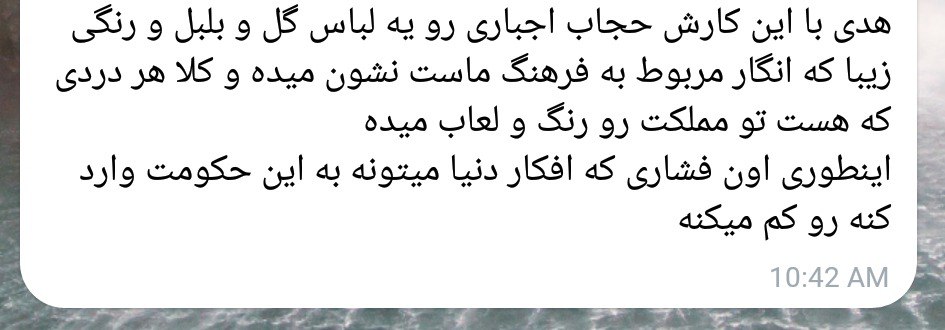 هدی با این کارش حجاب اجباری رو یه لباس گل و بلبل و رنگی
زیبا که انگار مربوط به فرهنگ ماست نشون میده و کلا هر دردی
که هست تو مملکت رو رنگ و لعاب میده
اینطوری اون فشاری که افکار دنیا میتونه به این حکومت وارد
کنه رو کم میکنه
10:42 AM